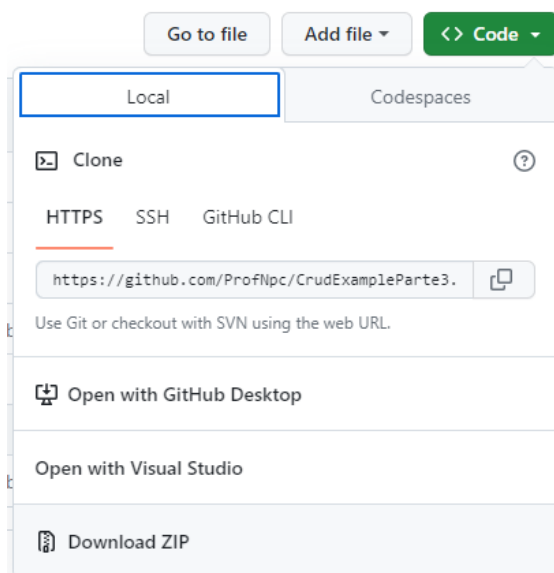 Go to file Add file <> Code
Local Codespaces
Clone
HTTPS SSH GitHub CLI
https://github.com/ProfNpc/CrudExampleParte3.
Use Git or checkout with SVN using the web URL.
Open with GitHub Desktop
Open with Visual Studio
Download ZIP